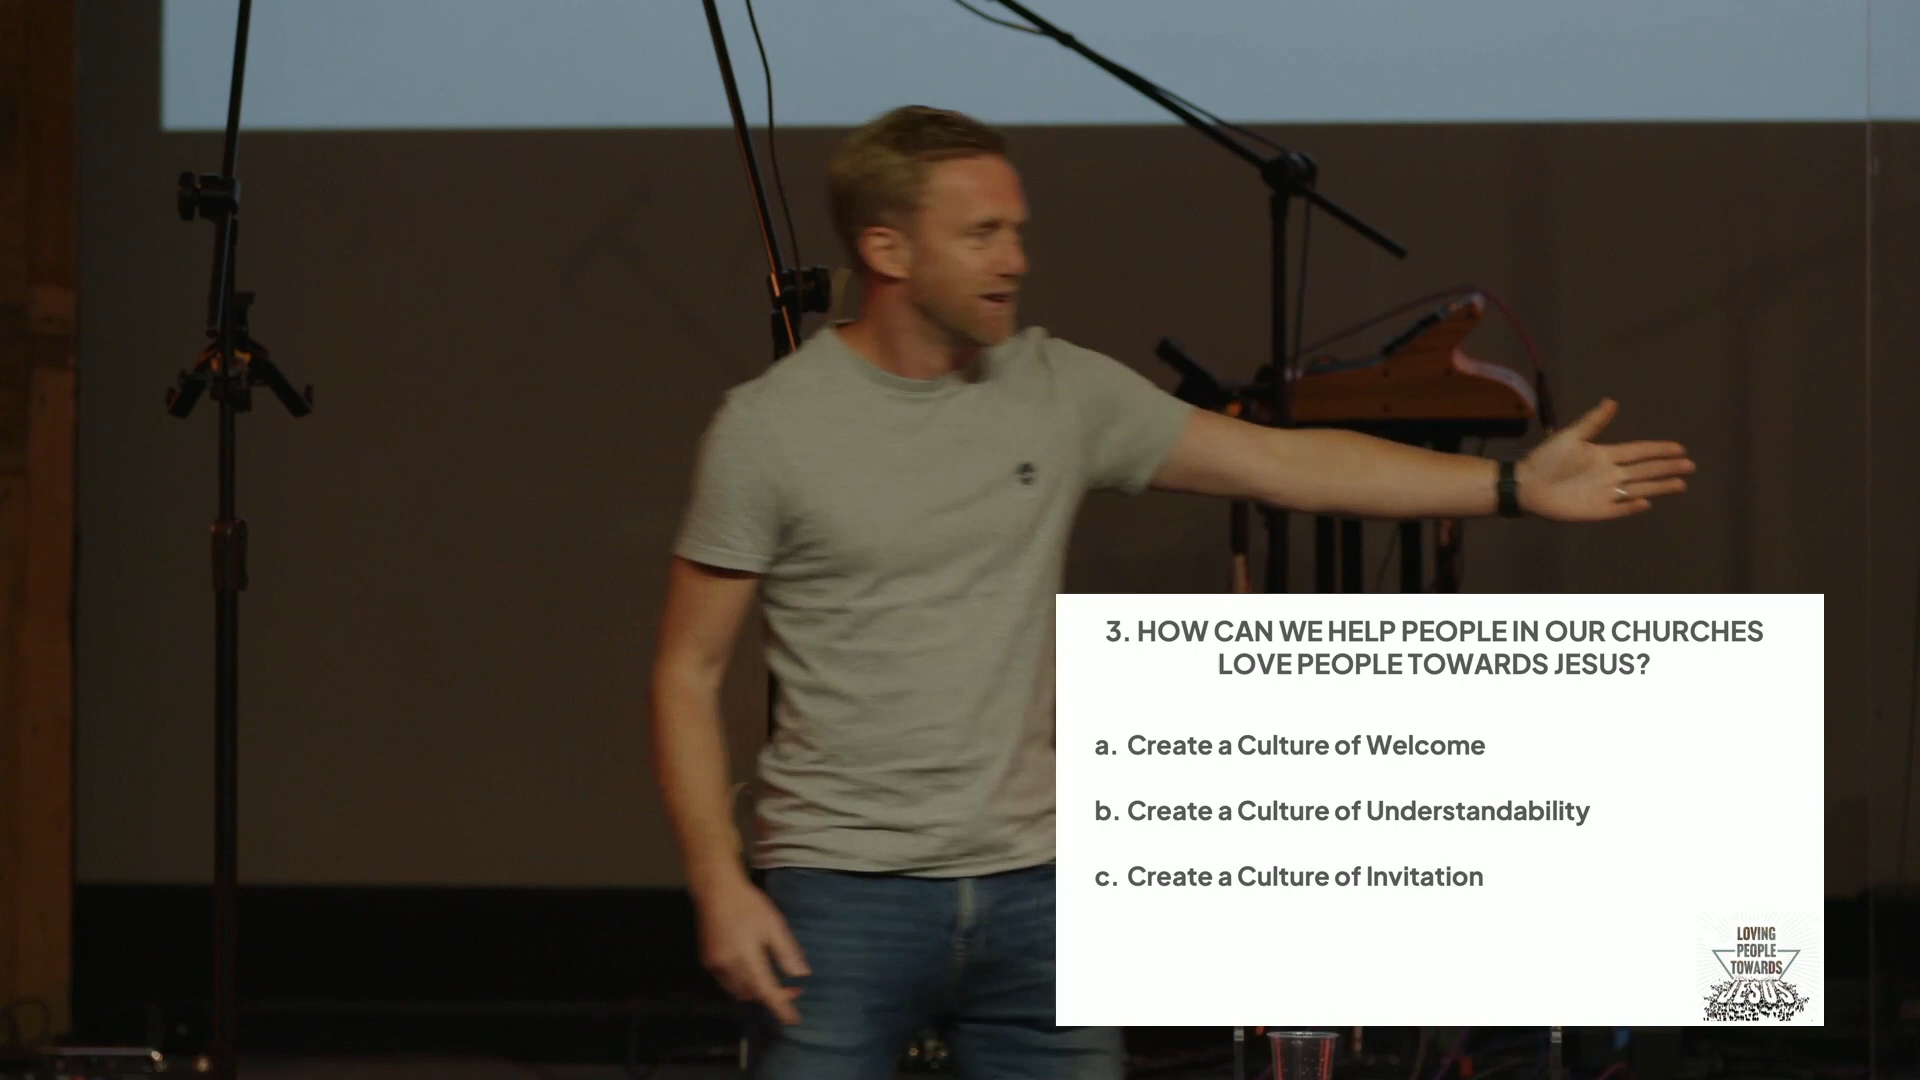 3. HOW CAN WE HELP PEOPLE IN OUR CHURCHES
LOVE PEOPLE TOWARDS JESUS?
a. Create a Culture of Welcome
b. Create a Culture of Understandability
c. Create a Culture of Invitation
LOVING
PEOPLE
TOWARDS
JESUS